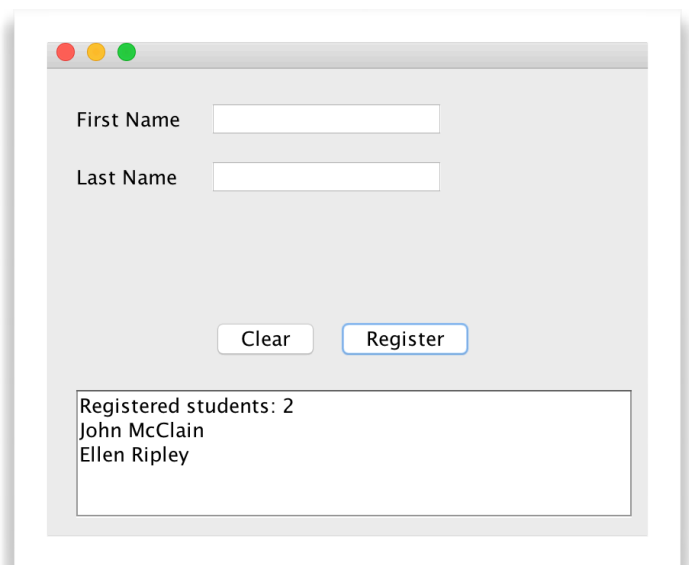 First Name
Last Name
Clear Register
Registered students: 2
John McClain
Ellen Ripley